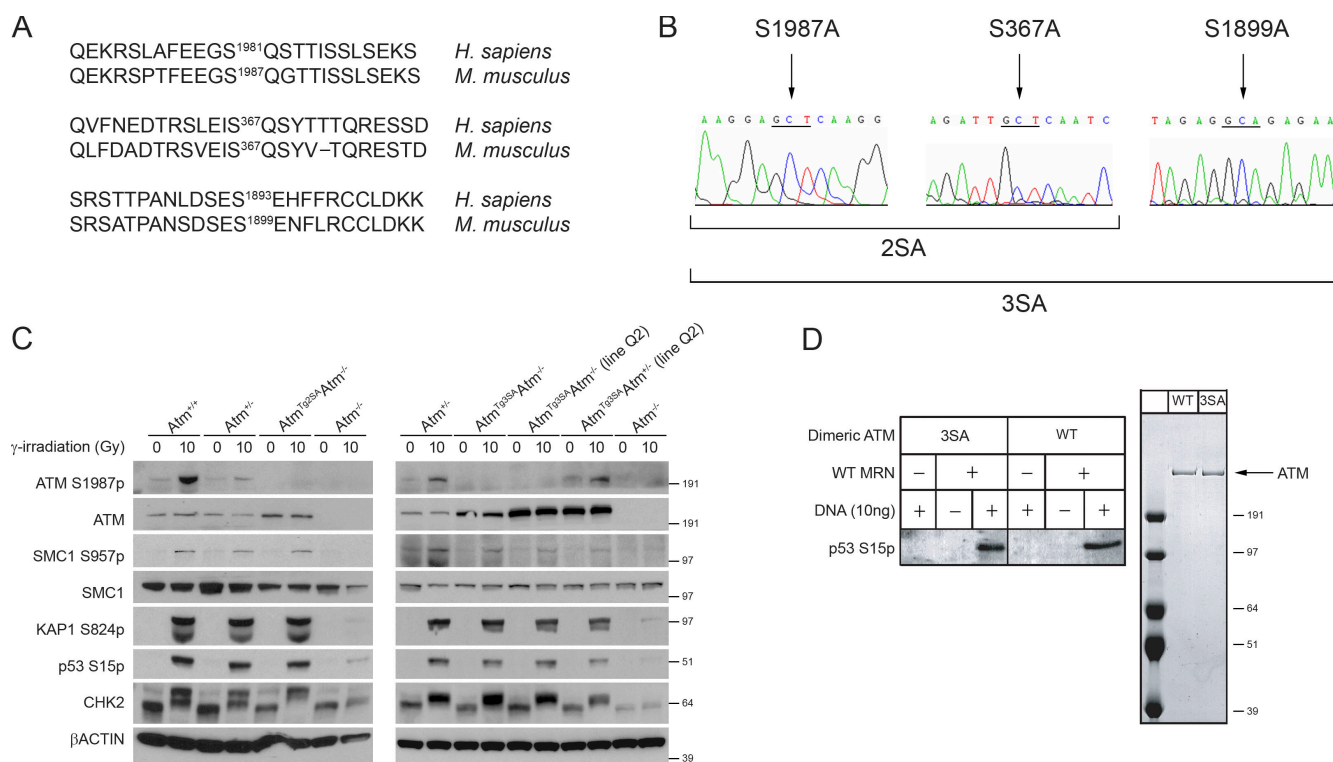 A
QEKRSLAFEEGS1981QSTTISSLSEKS H. sapiens
QEKRSPTFEEGS1987QGTTISSLSEKS M. musculus
QVFNEDTRSLEIS367QSYTTTQRESSD H. sapiens
QLFDADTRSVEIS367QSYV–TQRESTD M. musculus
SRSTTPANLDSES1893EHFFRCCLDKK H. sapiens
SRSATPANSDSES1899ENFLRCCLDKK M. musculus
B
S1987A S367A S1899A
AAGGAGCTCAAGG AGATTGCTCAATC TAGAGGCAGAGAA
2SA
3SA
C
Atm+/+ Atm+/- AtmTg2SAAtm-/- Atm-/- Atm+/- AtmTg3SAAtm-/- AtmTg3SAAtm-/- (line Q2) AtmTg3SAAtm+/- (line Q2) Atm-/-
γ-irradiation (Gy) 0 10 0 10 0 10 0 10 0 10 0 10 0 10 0 10 0 10
ATM S1987p 191
ATM 191
SMC1 S957p 97
SMC1 97
KAP1 S824p 97
p53 S15p 51
CHK2 64
βACTIN 39
D
Dimeric ATM 3SA WT
WT MRN – + – +
DNA (10ng) + – + + – +
p53 S15p
WT 3SA
ATM
191
97
64
51
39